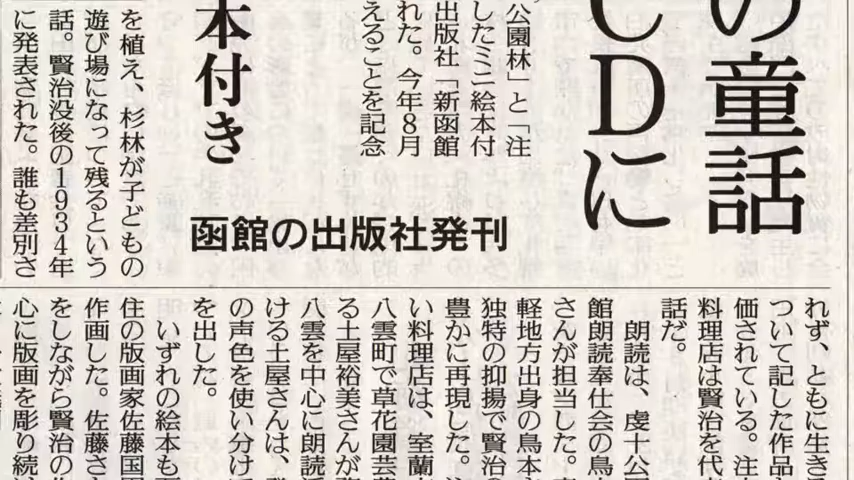 の童話
CDに
本付き
函館の出版社発刊
公園林」と「注
したミニ絵本付
出版社「新函館
れた。今年8月
えることを記念
を植え、杉林が子どもの
遊び場になって残るという
話。賢治没後の1934年
に発表された。誰も差別さ
れず、ともに生きる
ついて記した作品
価されている。注
料理店は賢治を代
話だ。
朗読は、虔十公
館朗読奉仕会の鳥
さんが担当した。
軽地方出身の鳥本
独特の抑揚で賢治の
豊かに再現した。
い料理店は、室蘭
八雲町で草花園芸
る土屋裕美さんが
八雲を中心に朗読活
ける土屋さんは、
の声色を使い分け
を出した。
いずれの絵本も
住の版画家佐藤国
作画した。佐藤さ
をしながら賢治の
心に版画を彫り続け